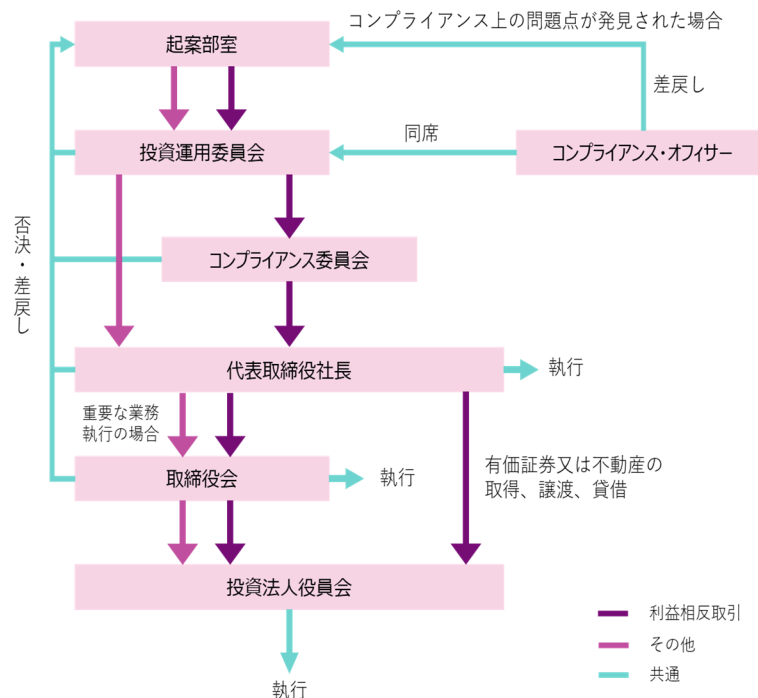 コンプライアンス上の問題点が発見された場合
起案部室
差戻し
同席
投資運用委員会
コンプライアンス・オフィサー
否決・差戻し
コンプライアンス委員会
代表取締役社長
執行
重要な業務
執行の場合
取締役会
執行
有価証券又は不動産の
取得、譲渡、貸借
投資法人役員会
利益相反取引
その他
共通
執行